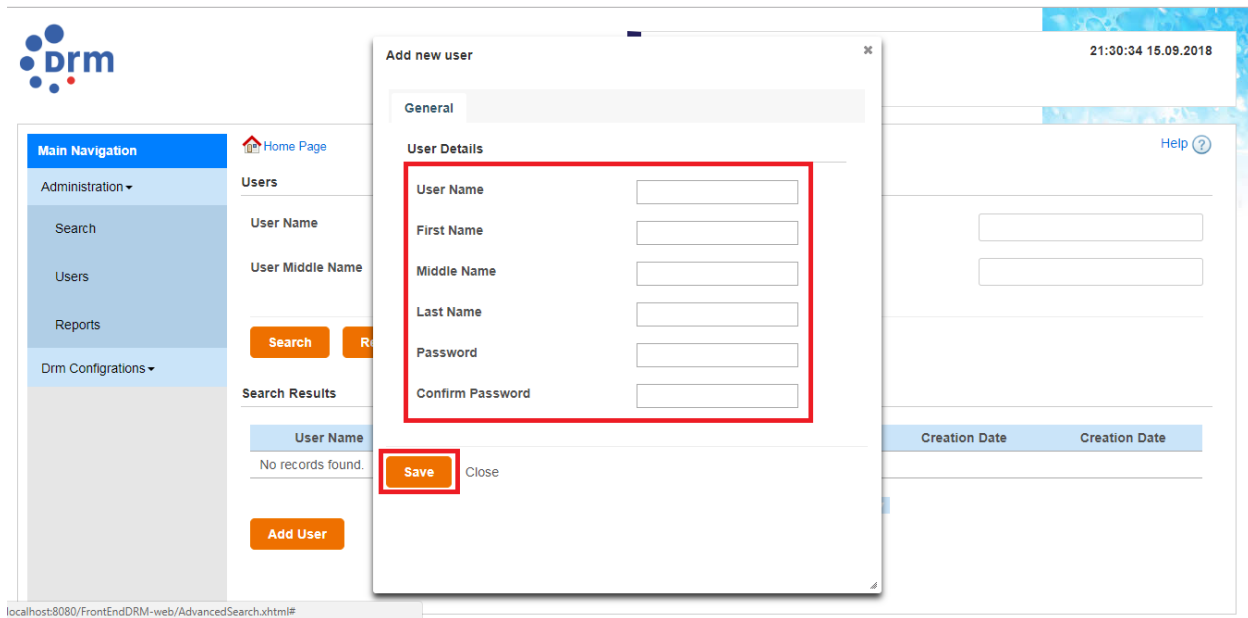 Drm
21:30:34 15.09.2018
Add new user
General
User Details
User Name
First Name
Middle Name
Last Name
Password
Confirm Password
Save Close
Main Navigation
Administration
Search
Users
Reports
Drm Configrations
Home Page
Help ?
Users
User Name
User Middle Name
Search
Search Results
User Name Creation Date Creation Date
No records found.
Add User
localhost:8080/FrontEndDRM-web/AdvancedSearch.xhtml#